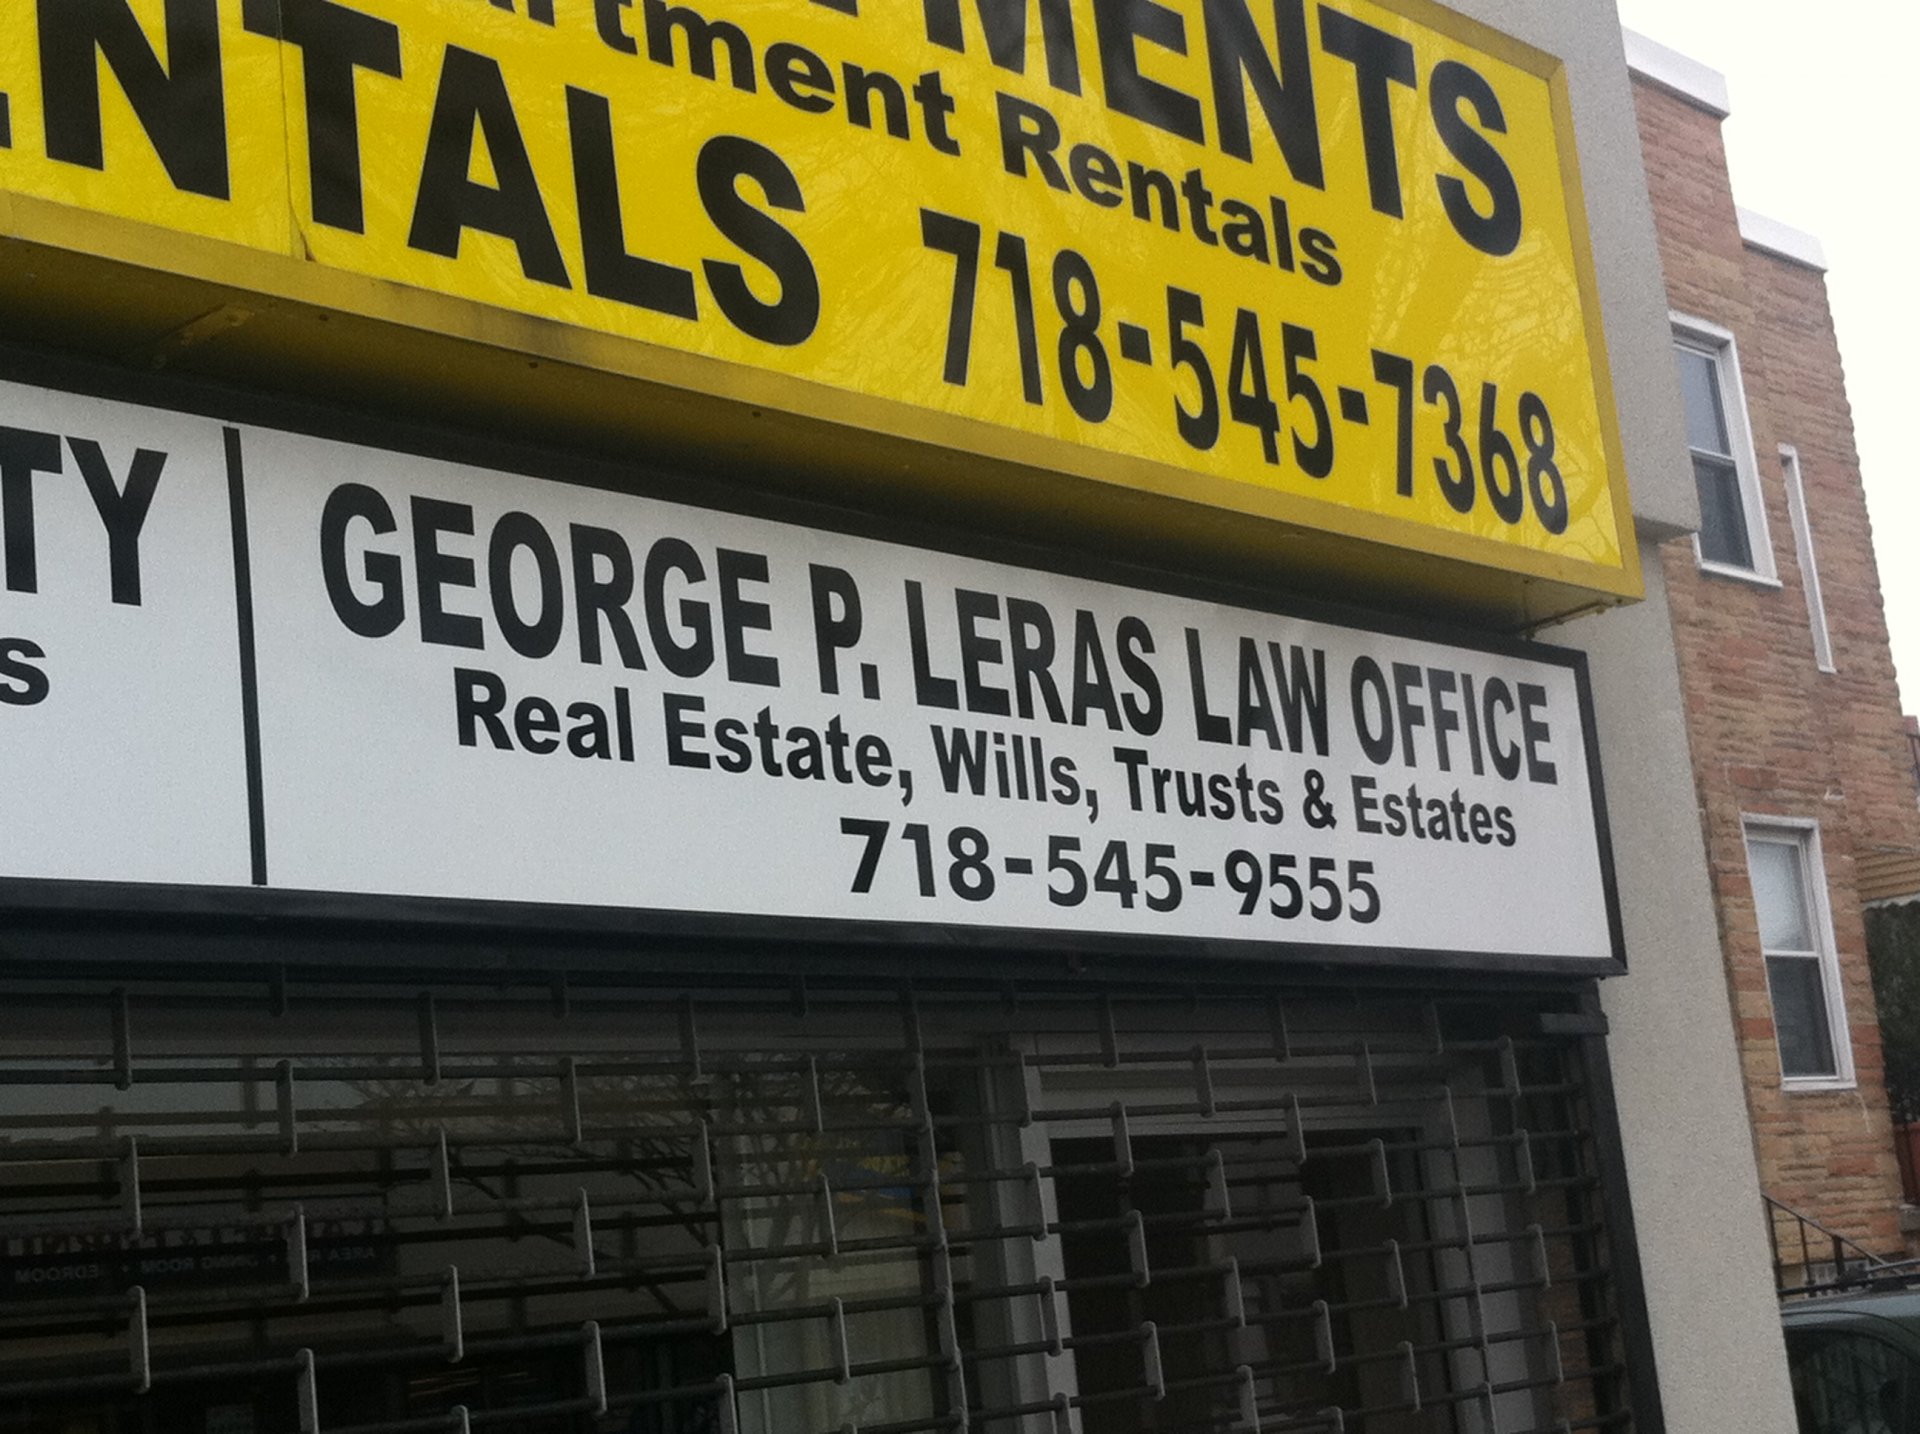 MENTS
rtment Rentals
ENTALS 718-545-7368
TY
s
GEORGE P. LERAS LAW OFFICE
Real Estate, Wills, Trusts & Estates
718-545-9555